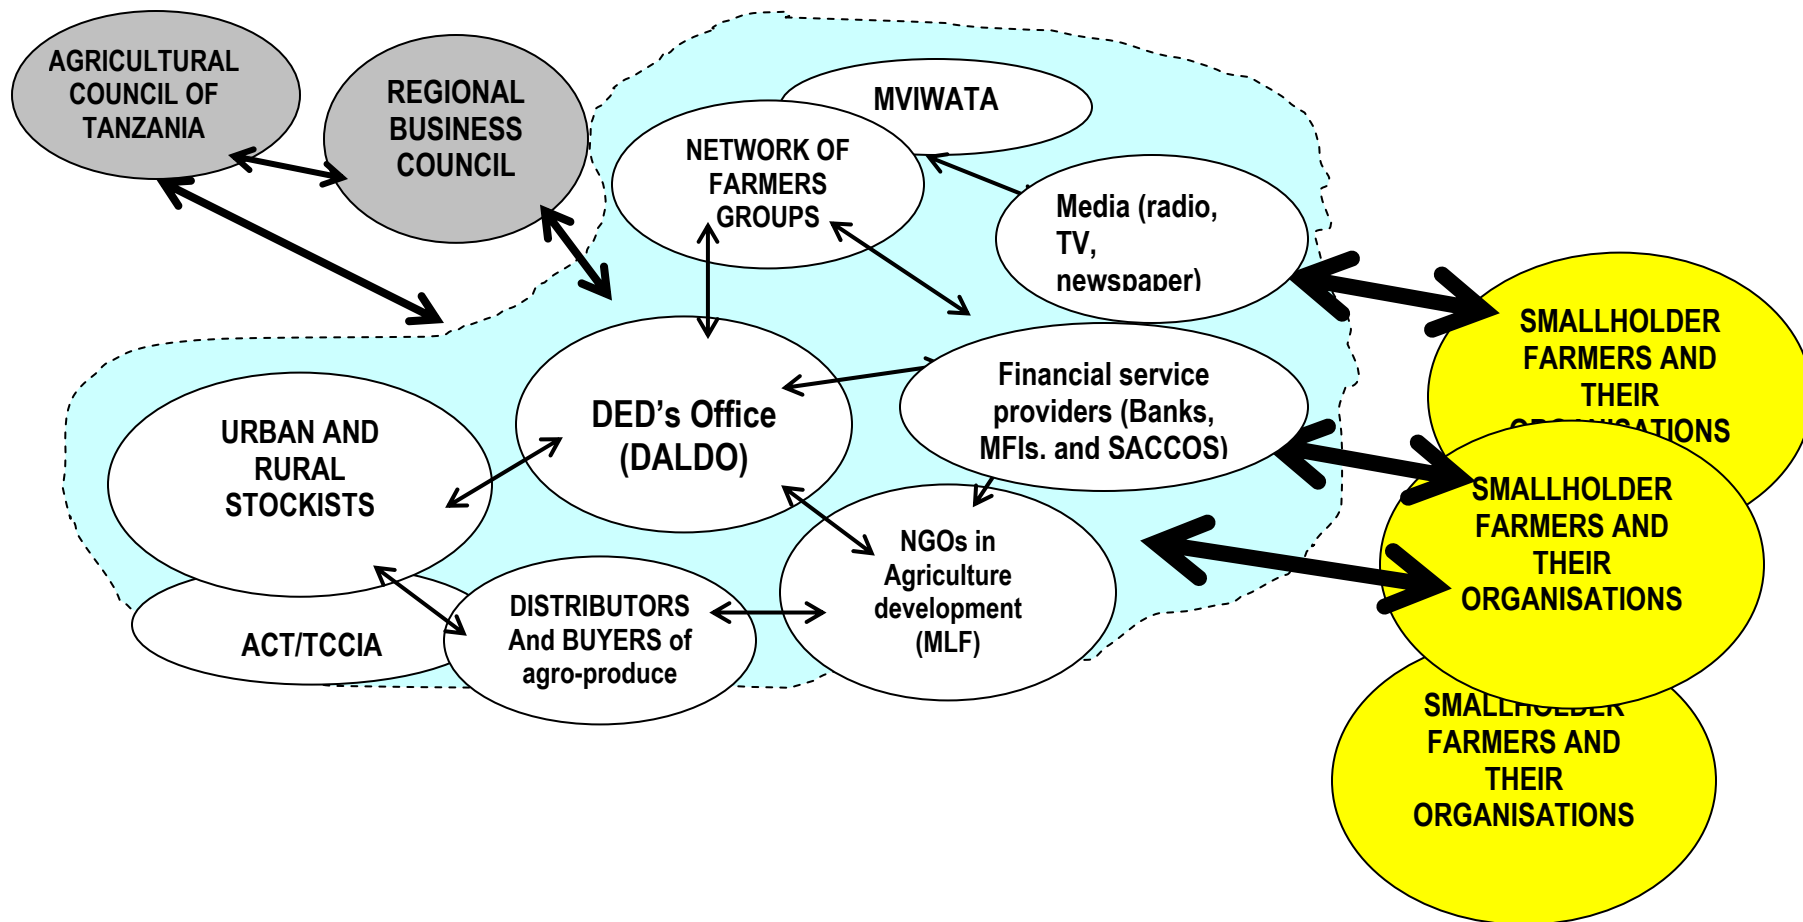 AGRICULTURAL
COUNCIL OF
TANZANIA
REGIONAL
BUSINESS
COUNCIL
MVIWATA
NETWORK OF
FARMERS
GROUPS
Media (radio,
TV,
newspaper)
SMALLHOLDER
FARMERS AND
THEIR
ORGANISATIONS
Financial service
providers (Banks,
MFIs, and SACCOS)
DED’s Office
(DALDO)
URBAN AND
RURAL
STOCKISTS
SMALLHOLDER
FARMERS AND
THEIR
ORGANISATIONS
NGOs in
Agriculture
development
(MLF)
DISTRIBUTORS
And BUYERS of
agro-produce
ACT/TCCIA
SMALLHOLDER
FARMERS AND
THEIR
ORGANISATIONS